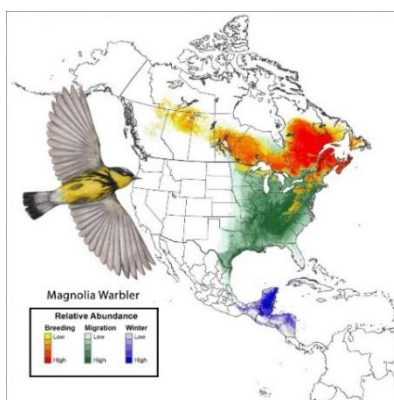 Magnolia Warbler
Relative Abundance
Breeding Migration Winter
Low Low Low
High High High